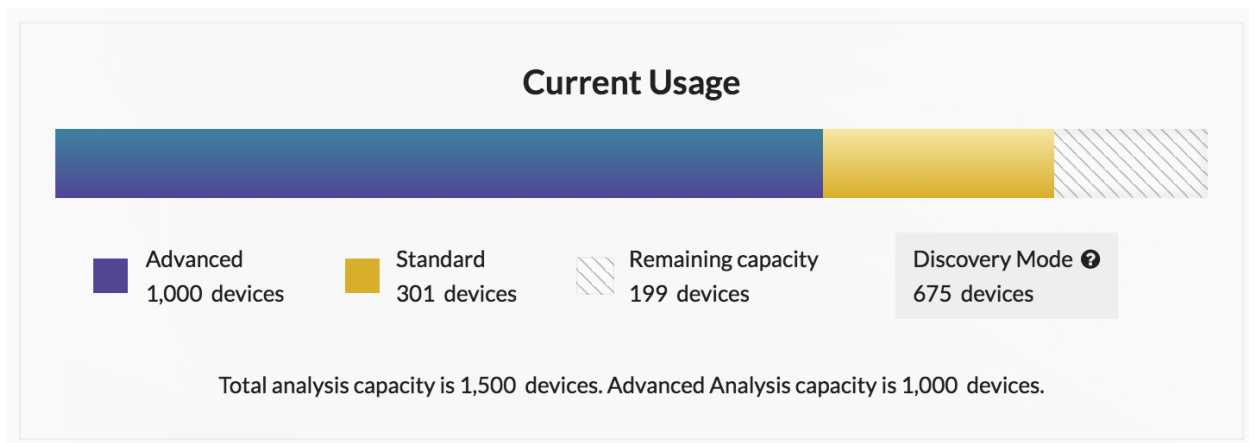 Current Usage
Advanced
1,000 devices
Standard
301 devices
Remaining capacity
199 devices
Discovery Mode ?
675 devices
Total analysis capacity is 1,500 devices. Advanced Analysis capacity is 1,000 devices.